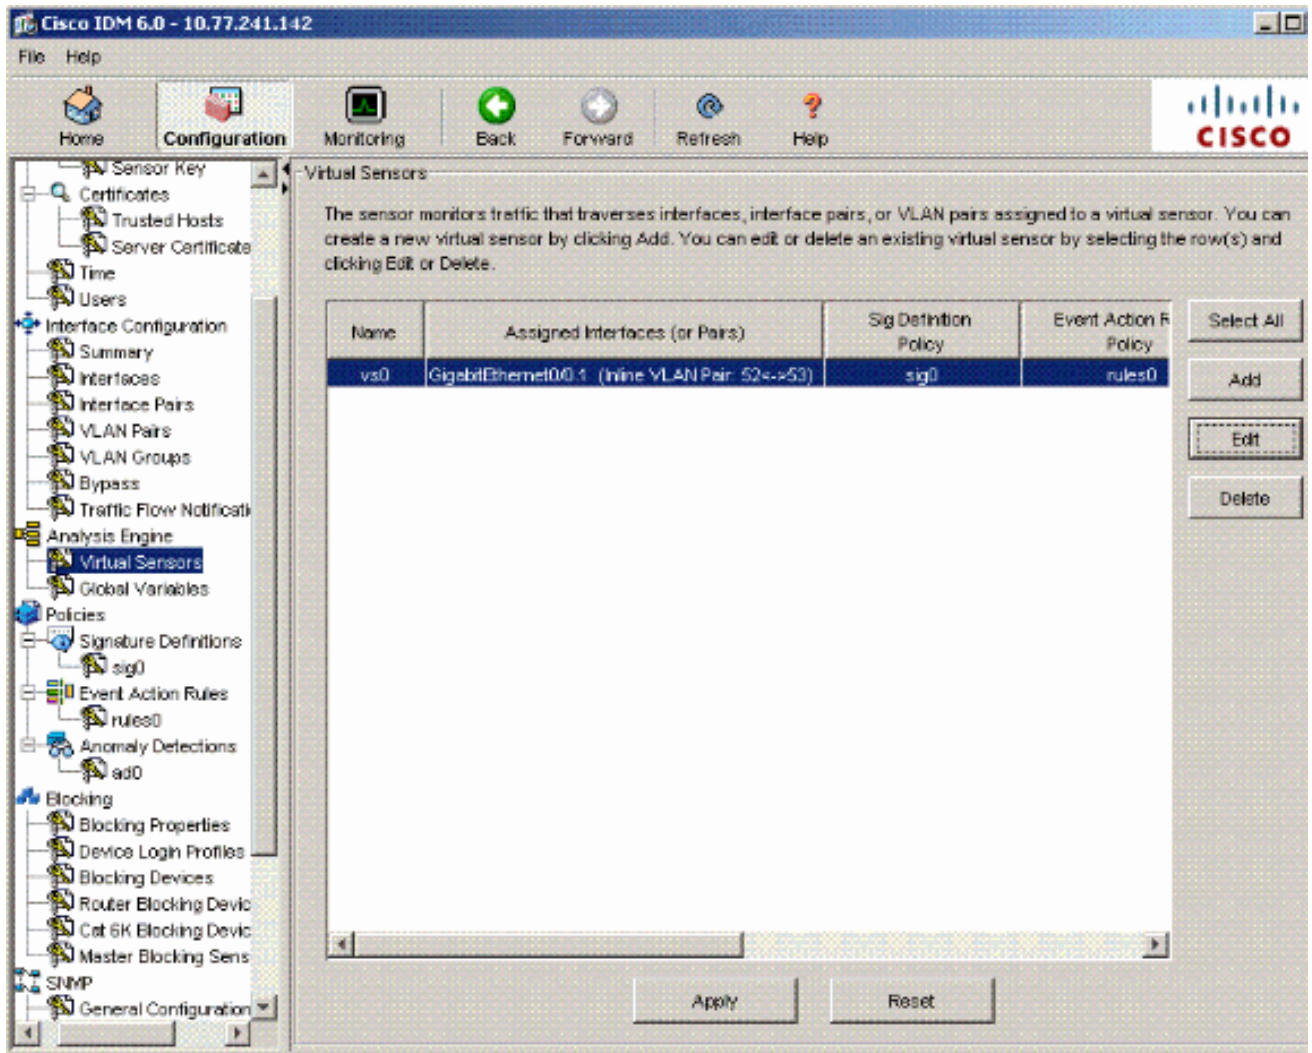 Cisco IDM 6.0 - 10.77.241.142
File Help
Home Configuration Monitoring Back Forward Refresh Help
CISCO
Sensor Key
Certificates
Trusted Hosts
Server Certificate
Time
Users
Interface Configuration
Summary
Interfaces
Interface Pairs
VLAN Pairs
VLAN Groups
Bypass
Traffic Flow Notificati
Analysis Engine
Virtual Sensors
Global Variables
Policies
Signature Definitions
sig0
Event Action Rules
rules0
Anomaly Detections
ad0
Blocking
Blocking Properties
Device Login Profiles
Blocking Devices
Router Blocking Devic
Cat 6K Blocking Devic
Master Blocking Sens
SNMP
General Configuration
Virtual Sensors
The sensor monitors traffic that traverses interfaces, interface pairs, or VLAN pairs assigned to a virtual sensor. You can
create a new virtual sensor by clicking Add. You can edit or delete an existing virtual sensor by selecting the row(s) and
clicking Edit or Delete.
Name Assigned Interfaces (or Pairs) Sig Definition Policy Event Action R Policy
vs0 GigabitEthernet0/0.1 (Inline VLAN Pair: 52<->53) sig0 rules0
Select All
Add
Edit
Delete
Apply Reset